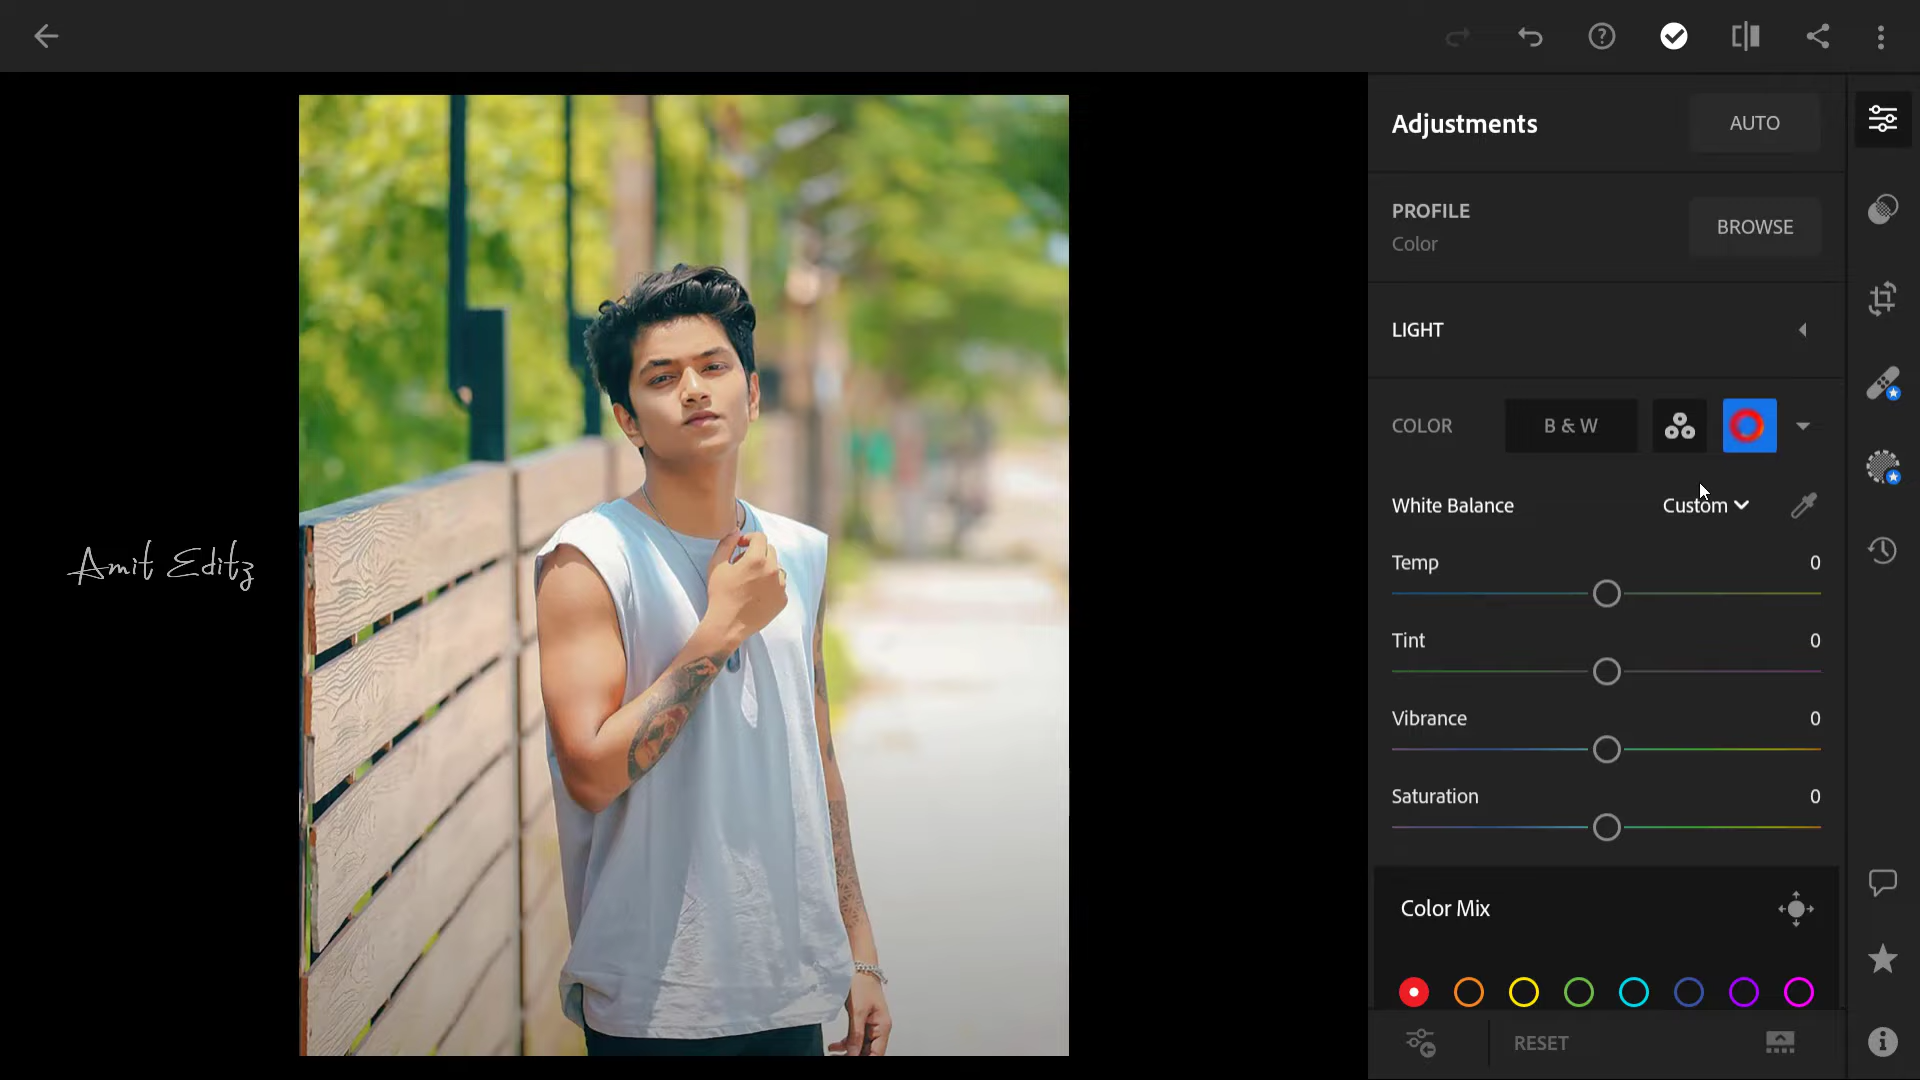 Adjustments
AUTO
PROFILE
Color
BROWSE
LIGHT
COLOR
B & W
White Balance
Custom
Temp
0
Tint
0
Vibrance
0
Saturation
0
Color Mix
RESET
Amit Editz